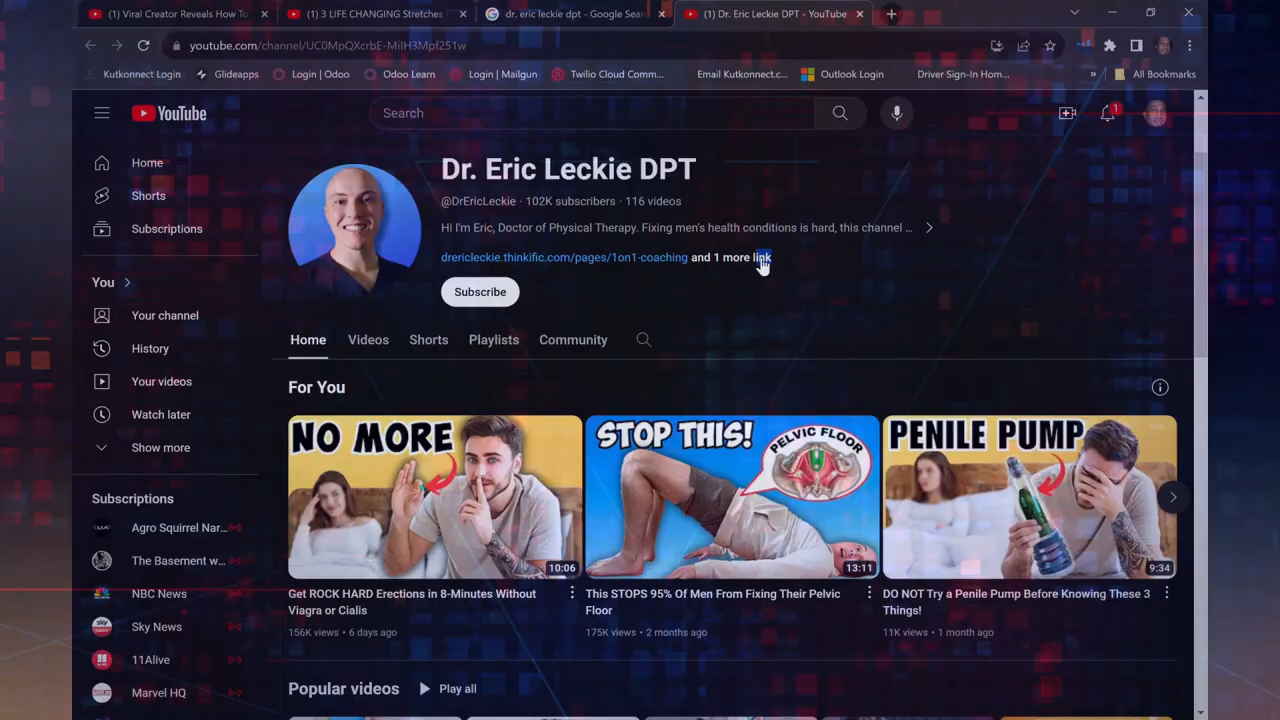 (1) Viral Creator Reveals How To
(1) 3 LIFE CHANGING Stretches
dr. eric leckie dpt - Google Sear
(1) Dr. Eric Leckie DPT - YouTube
youtube.com/channel/UC0MpQXcrbE-MilH3Mpf251w
Kutkonnect Login
Glideapps
Login | Odoo
Odoo Learn
Login | Mailgun
Twilio Cloud Comm...
Email Kutkonnect.c...
Outlook Login
Driver Sign-In Hom...
»
All Bookmarks
YouTube
Search
1
Home
Shorts
Subscriptions
You
Your channel
History
Your videos
Watch later
Show more
Subscriptions
Agro Squirrel Nar...
The Basement w...
NBC News
Sky News
11Alive
Marvel HQ
Dr. Eric Leckie DPT
@DrEricLeckie · 102K subscribers · 116 videos
Hi I'm Eric, Doctor of Physical Therapy. Fixing men's health conditions is hard, this channel ...
drericleckie.thinkific.com/pages/1on1-coaching and 1 more link
Subscribe
Home
Videos
Shorts
Playlists
Community
For You
NO MORE
10:06
Get ROCK HARD Erections in 8-Minutes Without
Viagra or Cialis
156K views • 6 days ago
STOP THIS!
PELVIC FLOOR
13:11
This STOPS 95% Of Men From Fixing Their Pelvic
Floor
175K views • 2 months ago
PENILE PUMP
9:34
DO NOT Try a Penile Pump Before Knowing These 3
Things!
11K views • 1 month ago
Popular videos
Play all